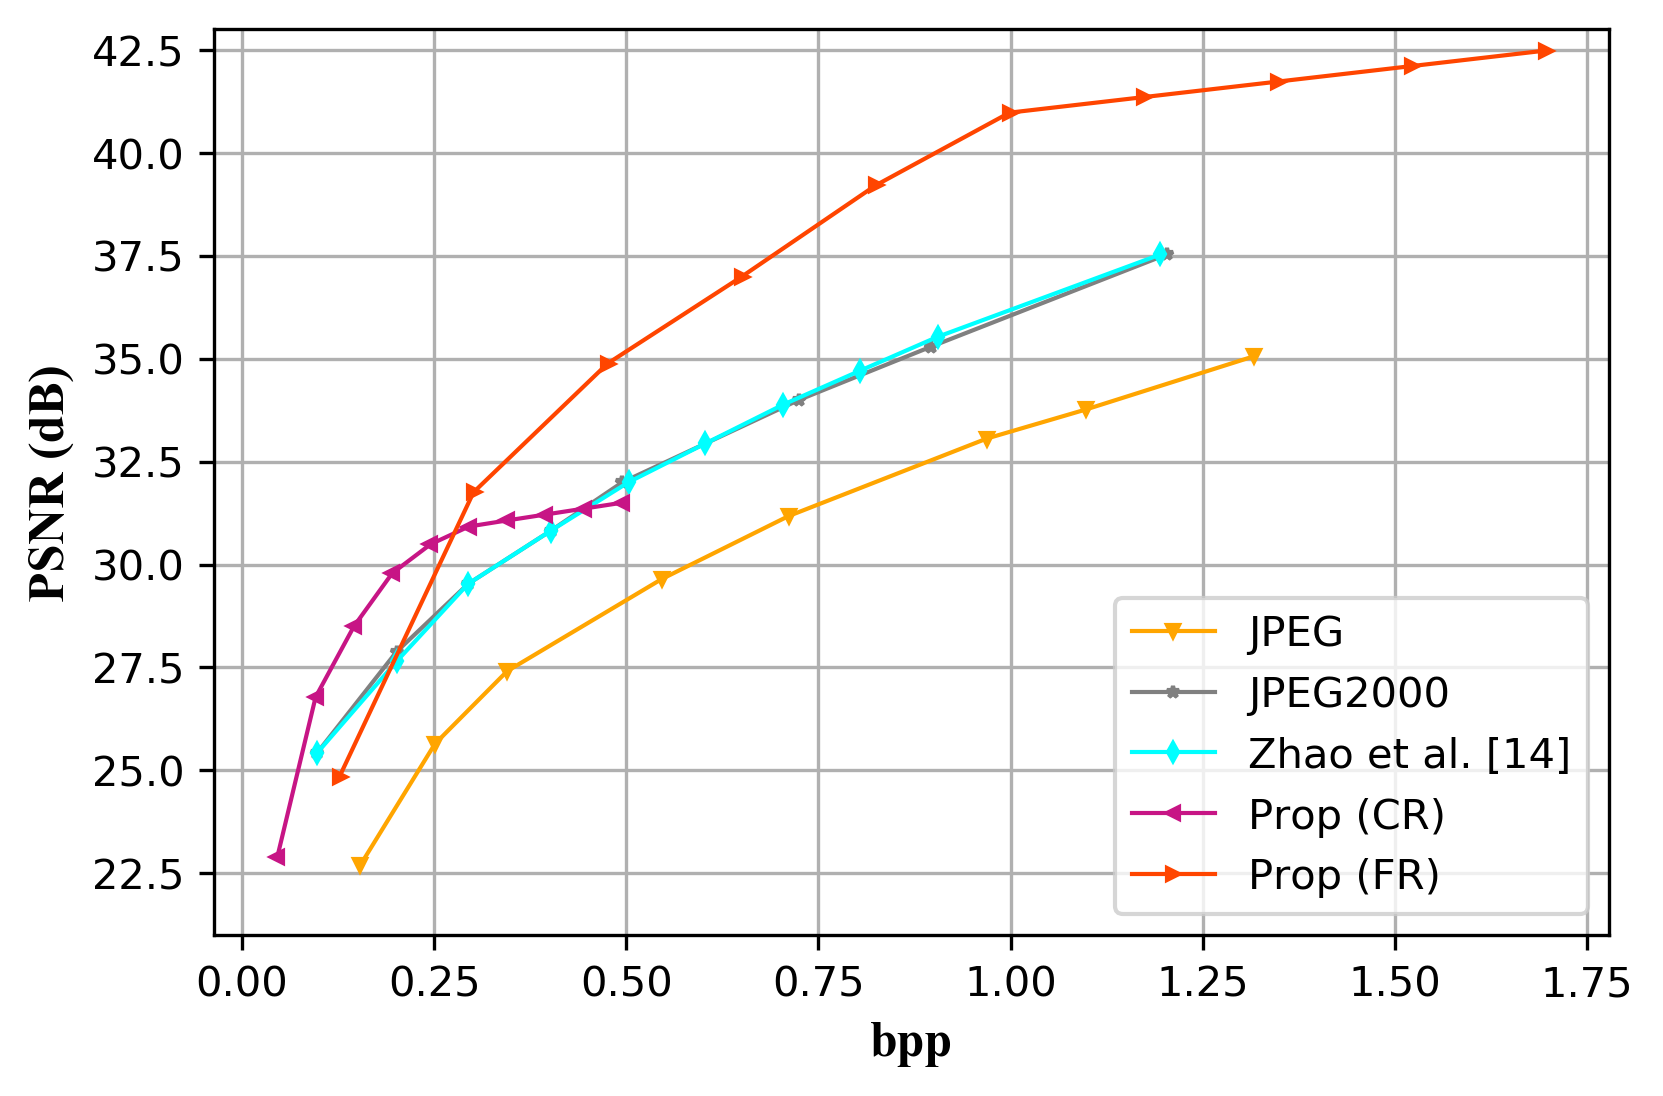 42.5
40.0
37.5
35.0
32.5
30.0
27.5
25.0
22.5
PSNR (dB)
JPEG
JPEG2000
Zhao et al. [14]
Prop (CR)
Prop (FR)
0.00 0.25 0.50 0.75 1.00 1.25 1.50 1.75
bpp